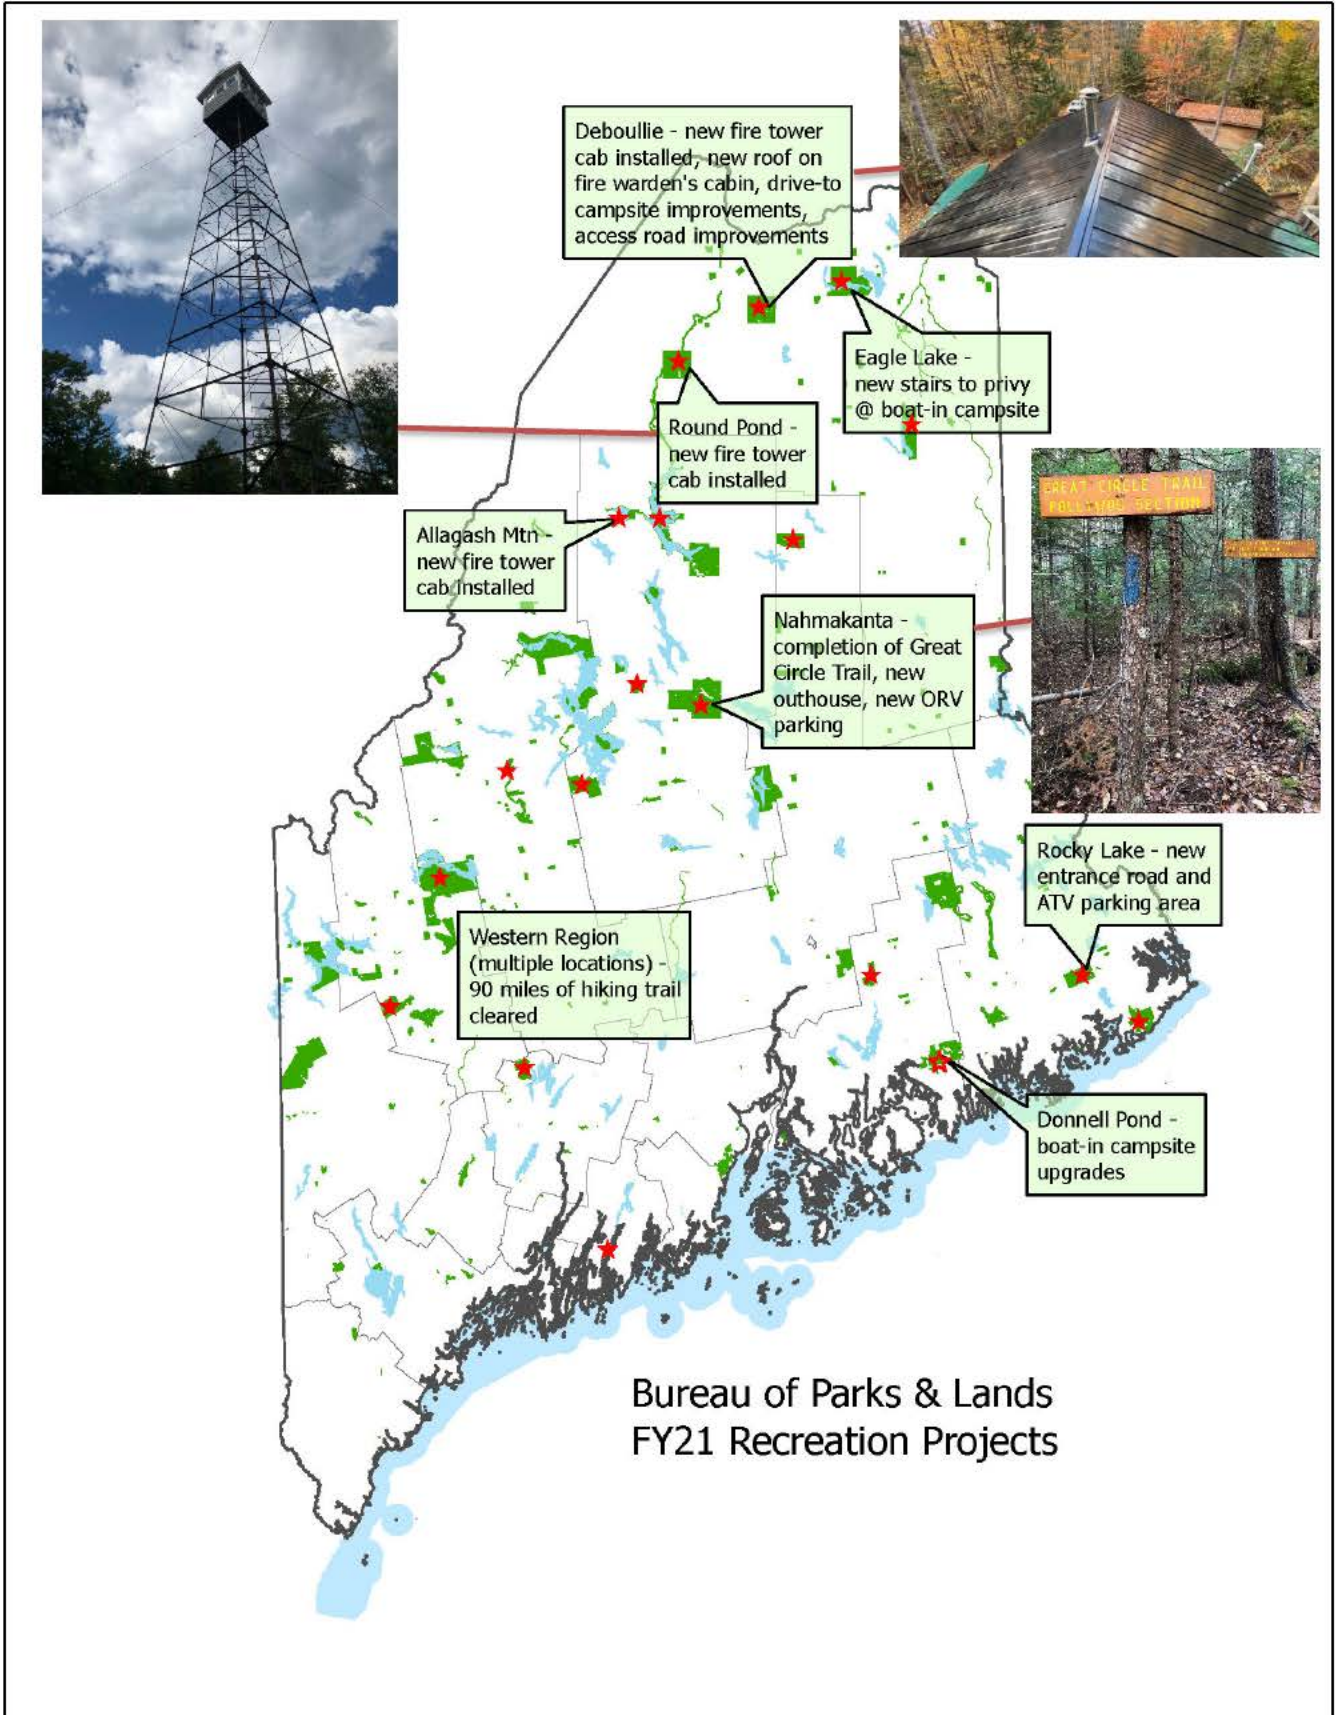 Deboullie - new fire tower
cab installed, new roof on
fire warden's cabin, drive-to
campsite improvements,
access road improvements
Eagle Lake -
new stairs to privy
@ boat-in campsite
Round Pond -
new fire tower
cab installed
GREAT CIRCLE TRAIL
SECTION
Allagash Mtn -
new fire tower
cab installed
Nahmakanta -
completion of Great
Circle Trail, new
outhouse, new ORV
parking
Rocky Lake - new
entrance road and
ATV parking area
Western Region
(multiple locations) -
90 miles of hiking trail
cleared
Donnell Pond -
boat-in campsite
upgrades
Bureau of Parks & Lands
FY21 Recreation Projects